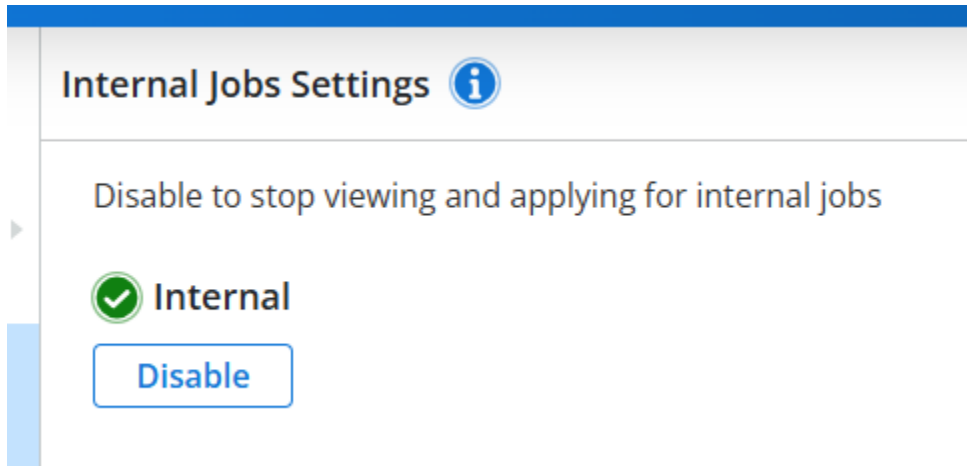 Internal Jobs Settings
Disable to stop viewing and applying for internal jobs
Internal
Disable